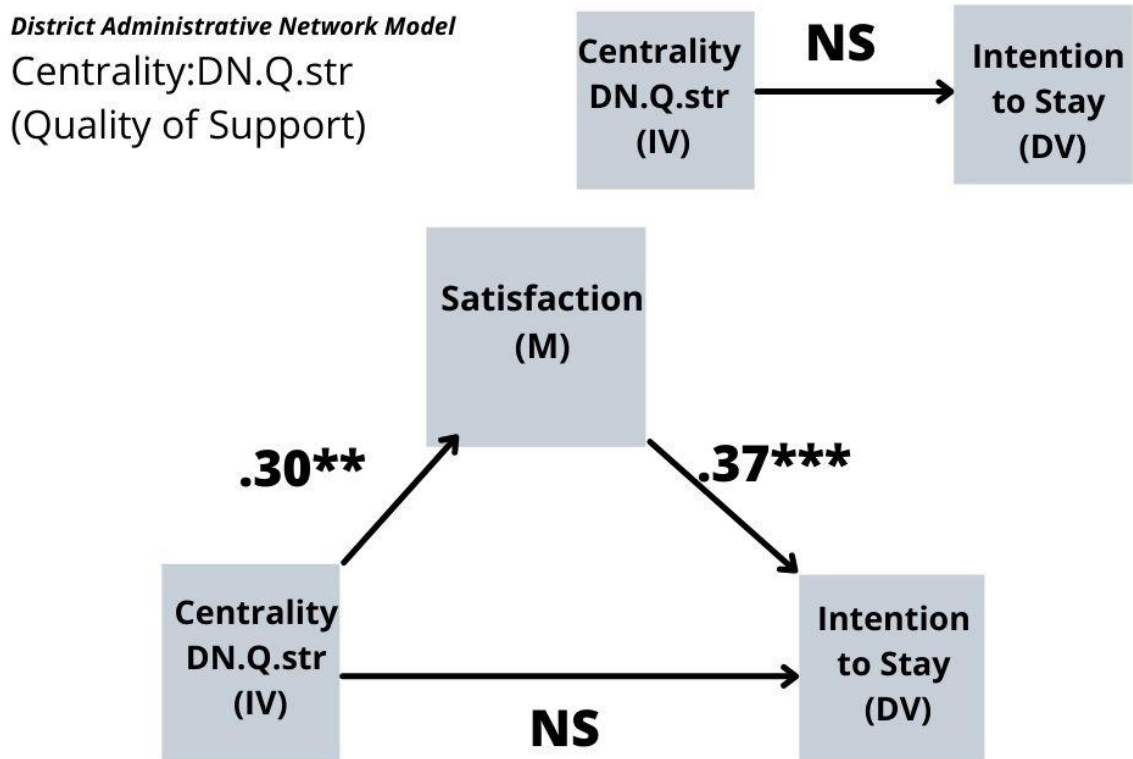 District Administrative Network Model
Centrality:DN.Q.str
(Quality of Support)
Centrality
DN.Q.str
(IV)
NS
Intention
to Stay
(DV)
Satisfaction
(M)
.30**
.37***
Centrality
DN.Q.str
(IV)
NS
Intention
to Stay
(DV)